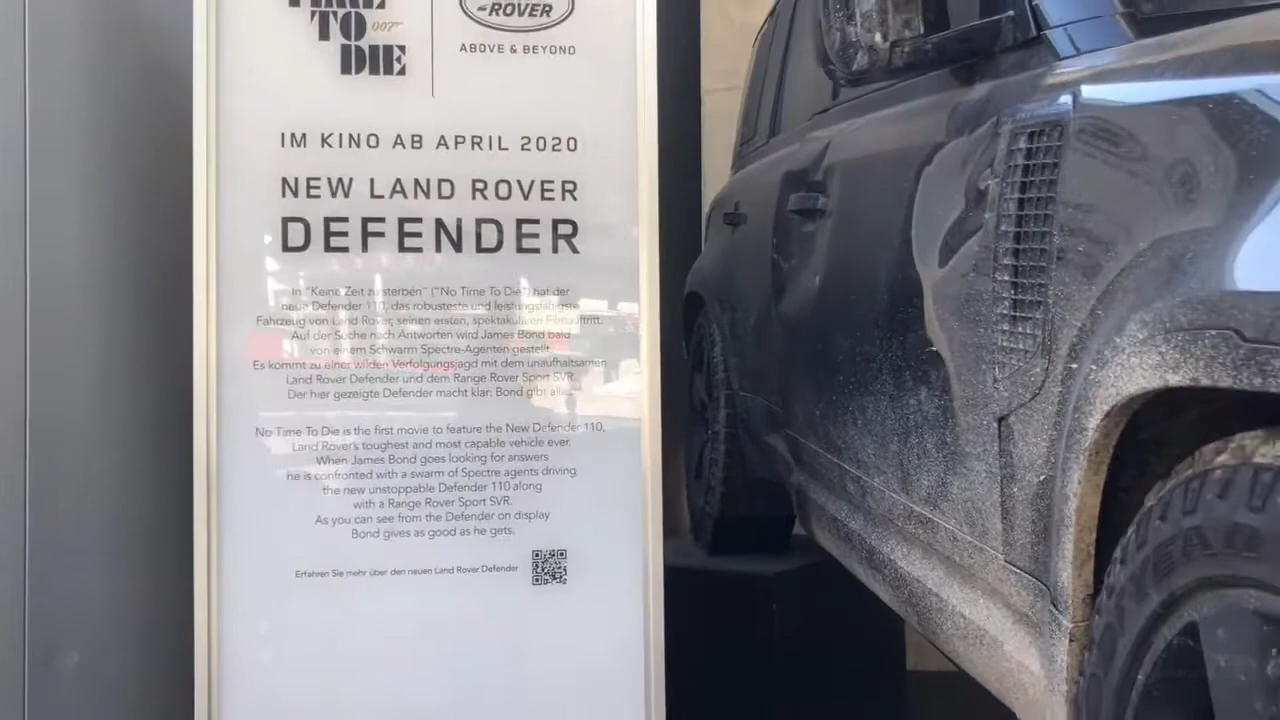 TIME
TO 007
DIE
ROVER
ABOVE & BEYOND
IM KINO AB APRIL 2020
NEW LAND ROVER
DEFENDER
In "Keine Zeit zu sterben" ("No Time To Die") hat der
neue Defender 110, das robusteste und leistungsfähigste
Fahrzeug von Land Rover, seinen ersten, spektakulären Filmauftritt.
Auf der Suche nach Antworten wird James Bond bald
von einem Schwarm Spectre-Agenten gestellt.
Es kommt zu einer wilden Verfolgungsjagd mit dem unaufhaltsamen
Land Rover Defender und dem Range Rover Sport SVR.
Der hier gezeigte Defender macht klar: Bond gibt alles.
No Time To Die is the first movie to feature the New Defender 110,
Land Rover's toughest and most capable vehicle ever.
When James Bond goes looking for answers
he is confronted with a swarm of Spectre agents driving
the new unstoppable Defender 110 along
with a Range Rover Sport SVR.
As you can see from the Defender on display
Bond gives as good as he gets.
Erfahren Sie mehr über den neuen Land Rover Defender